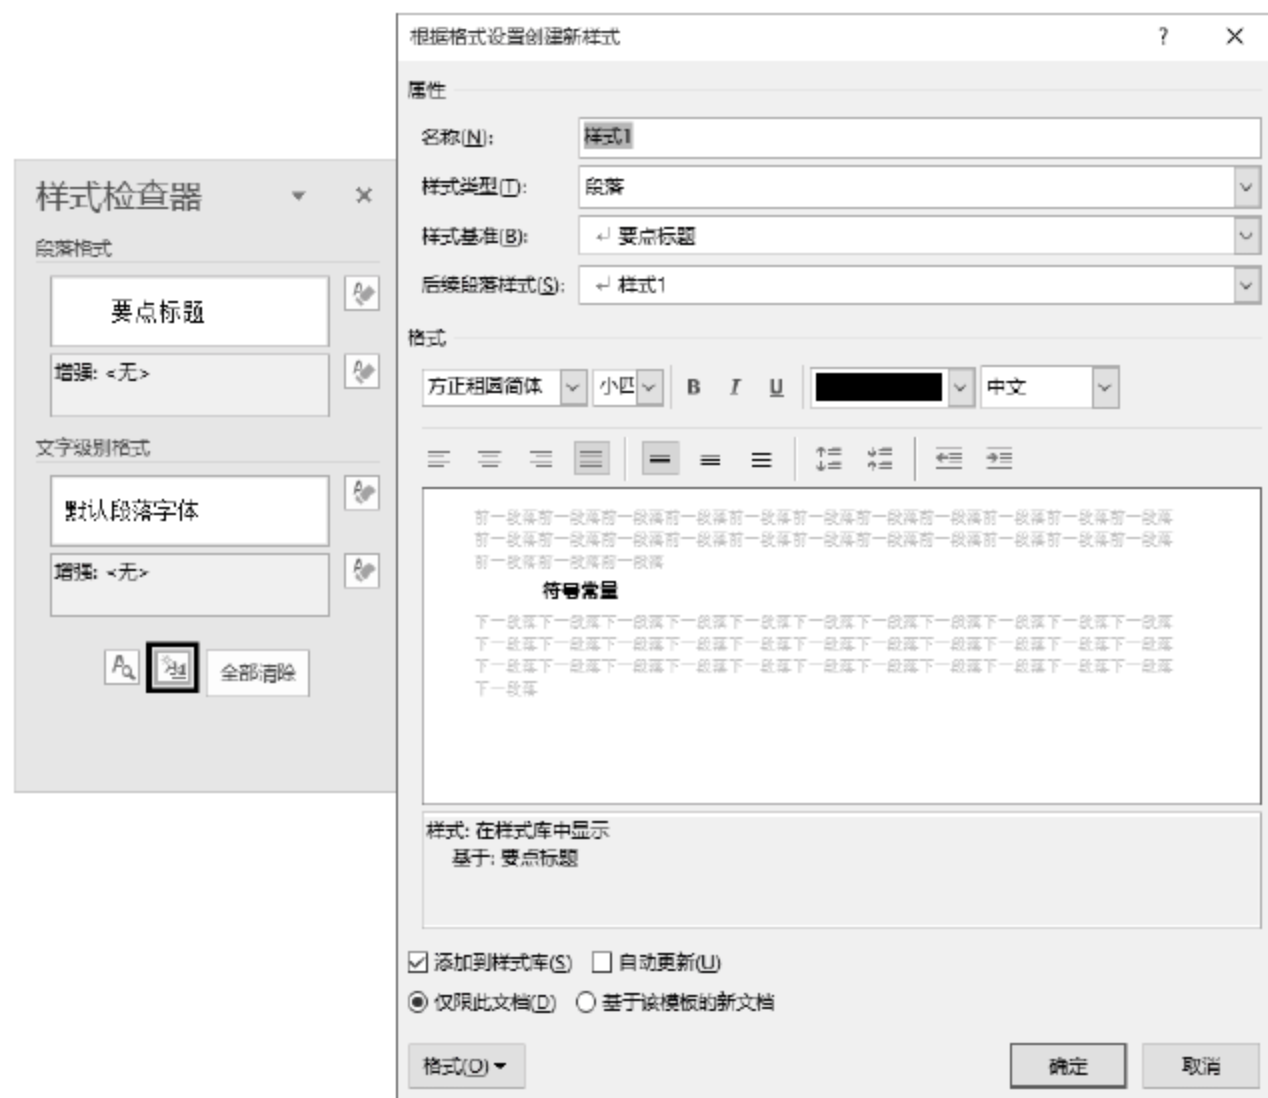 样式检查器
段落格式
要点标题
增强: <无>
文字级别格式
默认段落字体
增强: <无>
全部清除
根据格式设置创建新样式
?
属性
名称(N):
样式1
样式类型(T):
段落
样式基准(B):
要点标题
后续段落样式(S):
样式1
格式
方正粗圆简体
小四
B
I
U
中文
前一段落前一段落前一段落前一段落前一段落前一段落前一段落前一段落前一段落前一段落前一段落
前一段落前一段落前一段落前一段落前一段落前一段落前一段落前一段落前一段落前一段落前一段落
前一段落前一段落前一段落
符号常量
下一段落下一段落下一段落下一段落下一段落下一段落下一段落下一段落下一段落下一段落下一段落
下一段落下一段落下一段落下一段落下一段落下一段落下一段落下一段落下一段落下一段落下一段落
下一段落下一段落下一段落下一段落下一段落下一段落下一段落下一段落下一段落下一段落下一段落
下一段落
样式: 在样式库中显示
基于: 要点标题
添加到样式库(S)
自动更新(U)
仅限此文档(D)
基于该模板的新文档
格式(O)
确定
取消